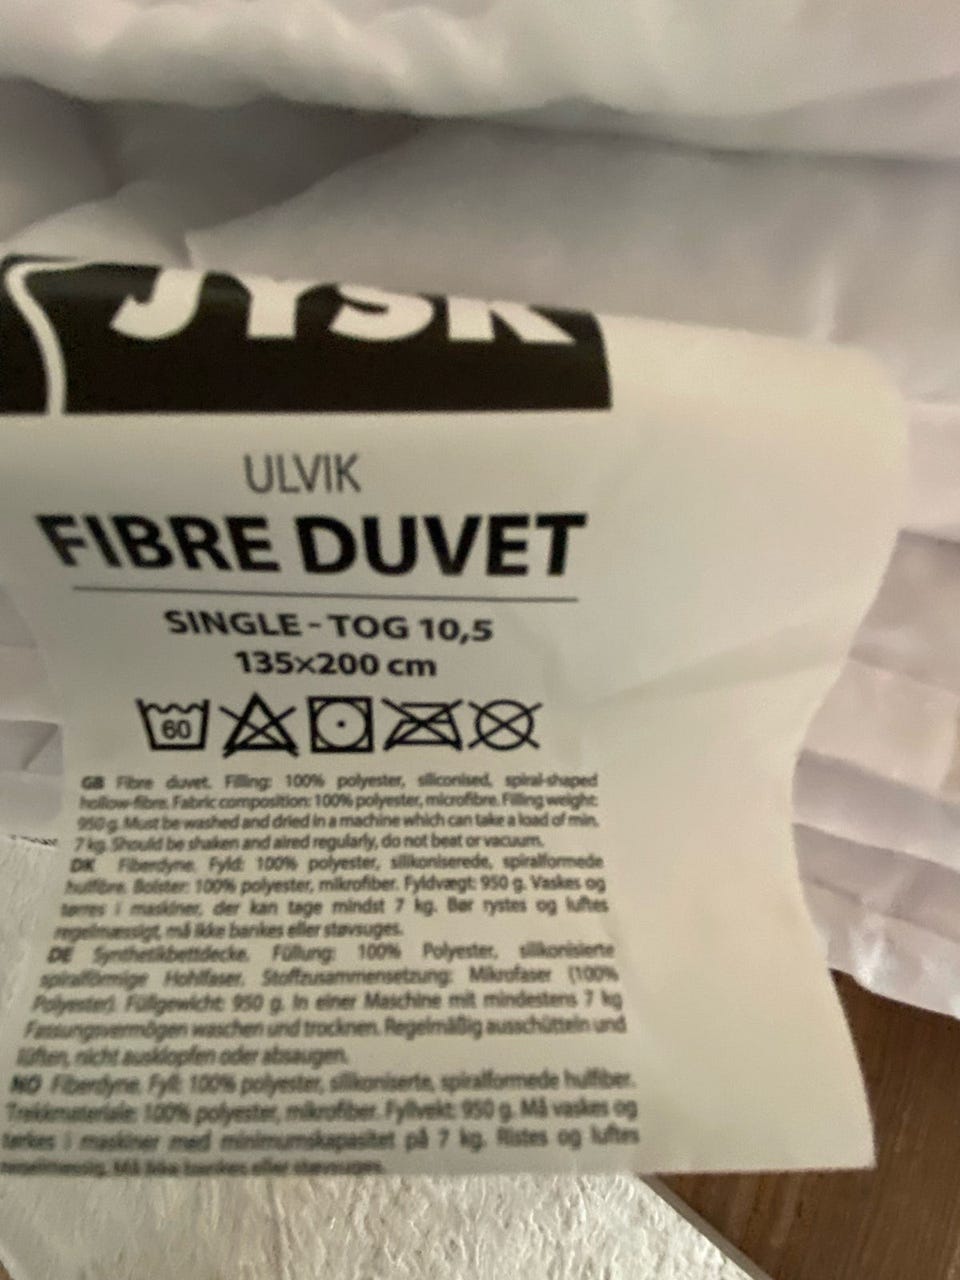 JYSK
ULVIK
FIBRE DUVET
SINGLE - TOG 10,5
135x200 cm
60
GB Fibre duvet. Filling: 100% polyester, siliconised, spiral-shaped
hollow-fibre. Fabric composition: 100% polyester, microfibre. Filling weight:
950 g. Must be washed and dried in a machine which can take a load of min.
7 kg. Should be shaken and aired regularly, do not beat or vacuum.
DK Fiberdyne. Fyld: 100% polyester, silikoniserede, spiralformede
hulfibre. Bolster: 100% polyester, mikrofiber. Fyldvægt: 950 g. Vaskes og
tørres i maskiner, der kan tage mindst 7 kg. Bør rystes og luftes
regelmæssigt, må ikke bankes eller støvsuges.
DE Synthetikbettdecke. Füllung: 100% Polyester, silikonisierte
spiralförmige Hohlfaser. Stoffzusammensetzung: Mikrofaser (100%
Polyester). Füllgewicht: 950 g. In einer Maschine mit mindestens 7 kg
Fassungsvermögen waschen und trocknen. Regelmäßig ausschütteln und
lüften, nicht ausklopfen oder absaugen.
NO Fiberdyne. Fyll: 100% polyester, silikoniserte, spiralformede hulfiber.
Trekkmateriale: 100% polyester, mikrofiber. Fyllvekt: 950 g. Må vaskes og
tørkes i maskiner med minimumskapasitet på 7 kg. Ristes og luftes
regelmessig. Må ikke bankes eller støvsuges.